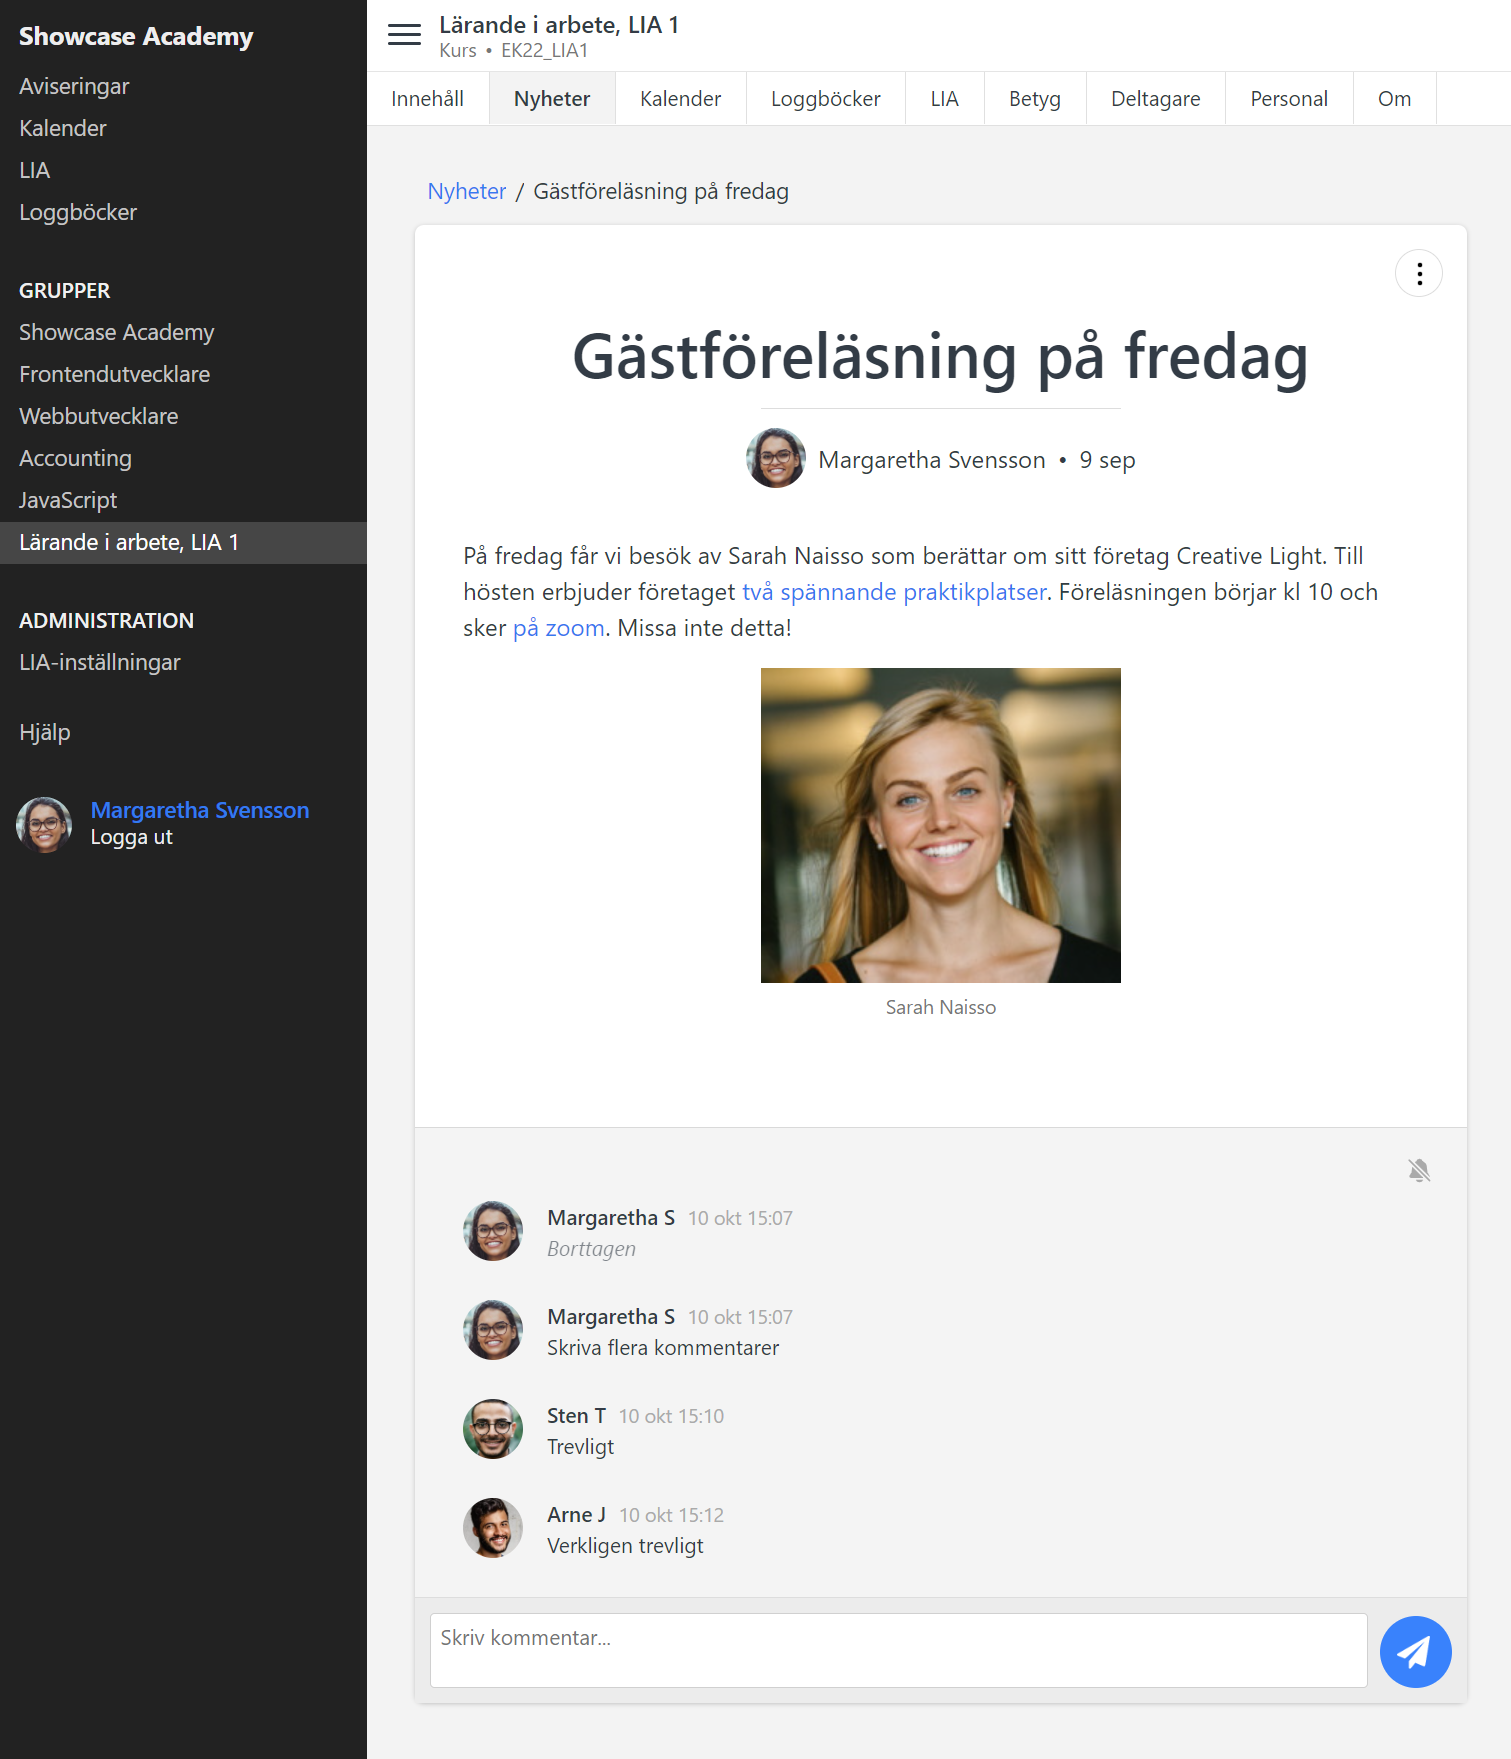 Showcase Academy
Aviseringar
Kalender
LIA
Loggböcker
GRUPPER
Showcase Academy
Frontendutvecklare
Webbutvecklare
Accounting
JavaScript
Lärande i arbete, LIA 1
ADMINISTRATION
LIA-inställningar
Hjälp
Margaretha Svensson
Logga ut
Lärande i arbete, LIA 1
Kurs • EK22_LIA1
Innehåll Nyheter Kalender Loggböcker LIA Betyg Deltagare Personal Om
Nyheter / Gästföreläsning på fredag
Gästföreläsning på fredag
Margaretha Svensson • 9 sep
På fredag får vi besök av Sarah Naisso som berättar om sitt företag Creative Light. Till
hösten erbjuder företaget två spännande praktikplatser. Föreläsningen börjar kl 10 och
sker på zoom. Missa inte detta!
Sarah Naisso
Margaretha S 10 okt 15:07
Borttagen
Margaretha S 10 okt 15:07
Skriva flera kommentarer
Sten T 10 okt 15:10
Trevligt
Arne J 10 okt 15:12
Verkligen trevligt
Skriv kommentar...